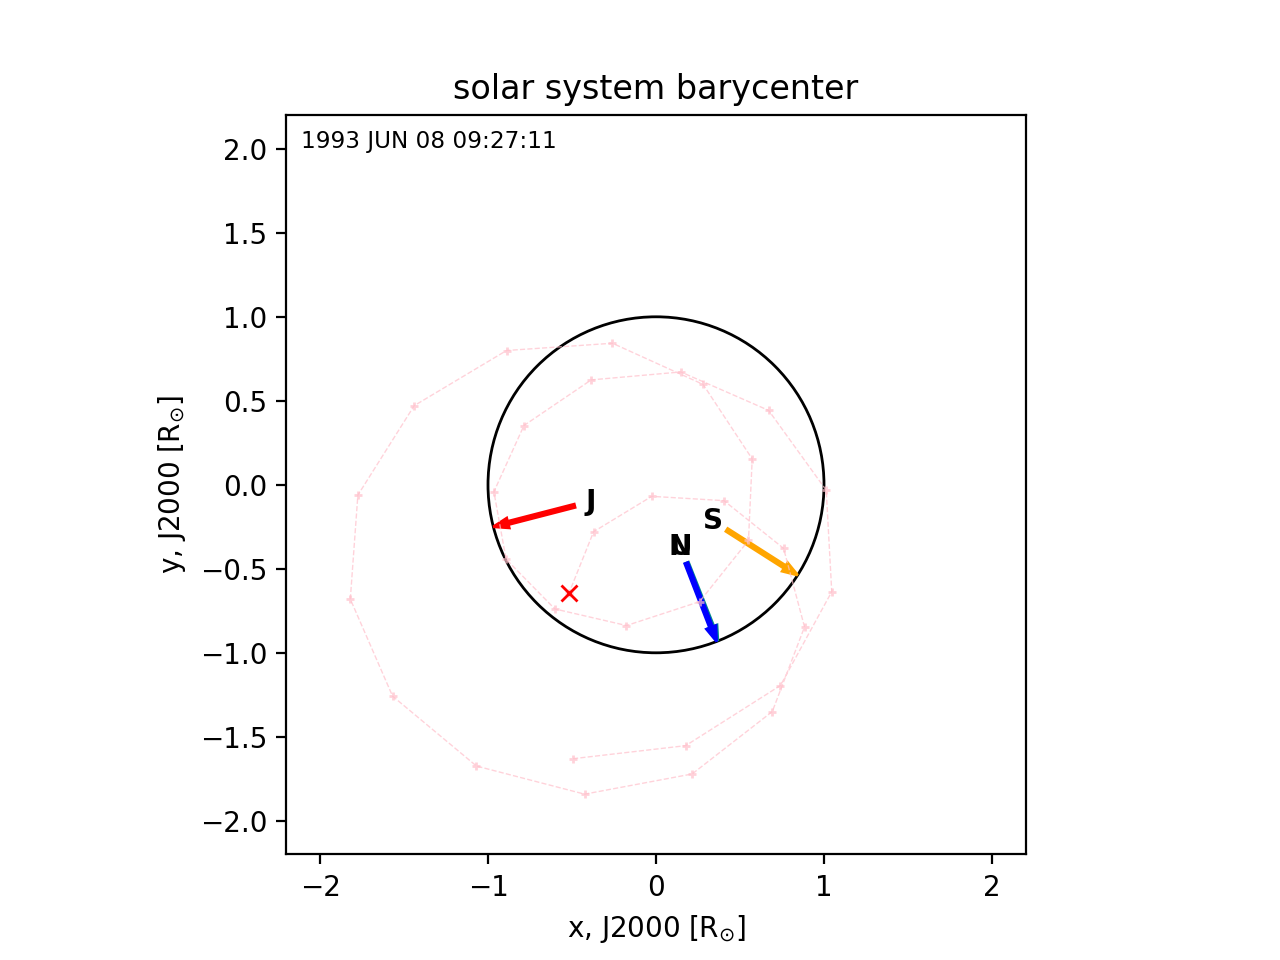 solar system barycenter
1993 JUN 08 09:27:11
2.0
1.5
1.0
0.5
0.0
−0.5
−1.0
−1.5
−2.0
y, J2000 [R☉]
J
S
N
U
−2
−1
0
1
2
x, J2000 [R☉]